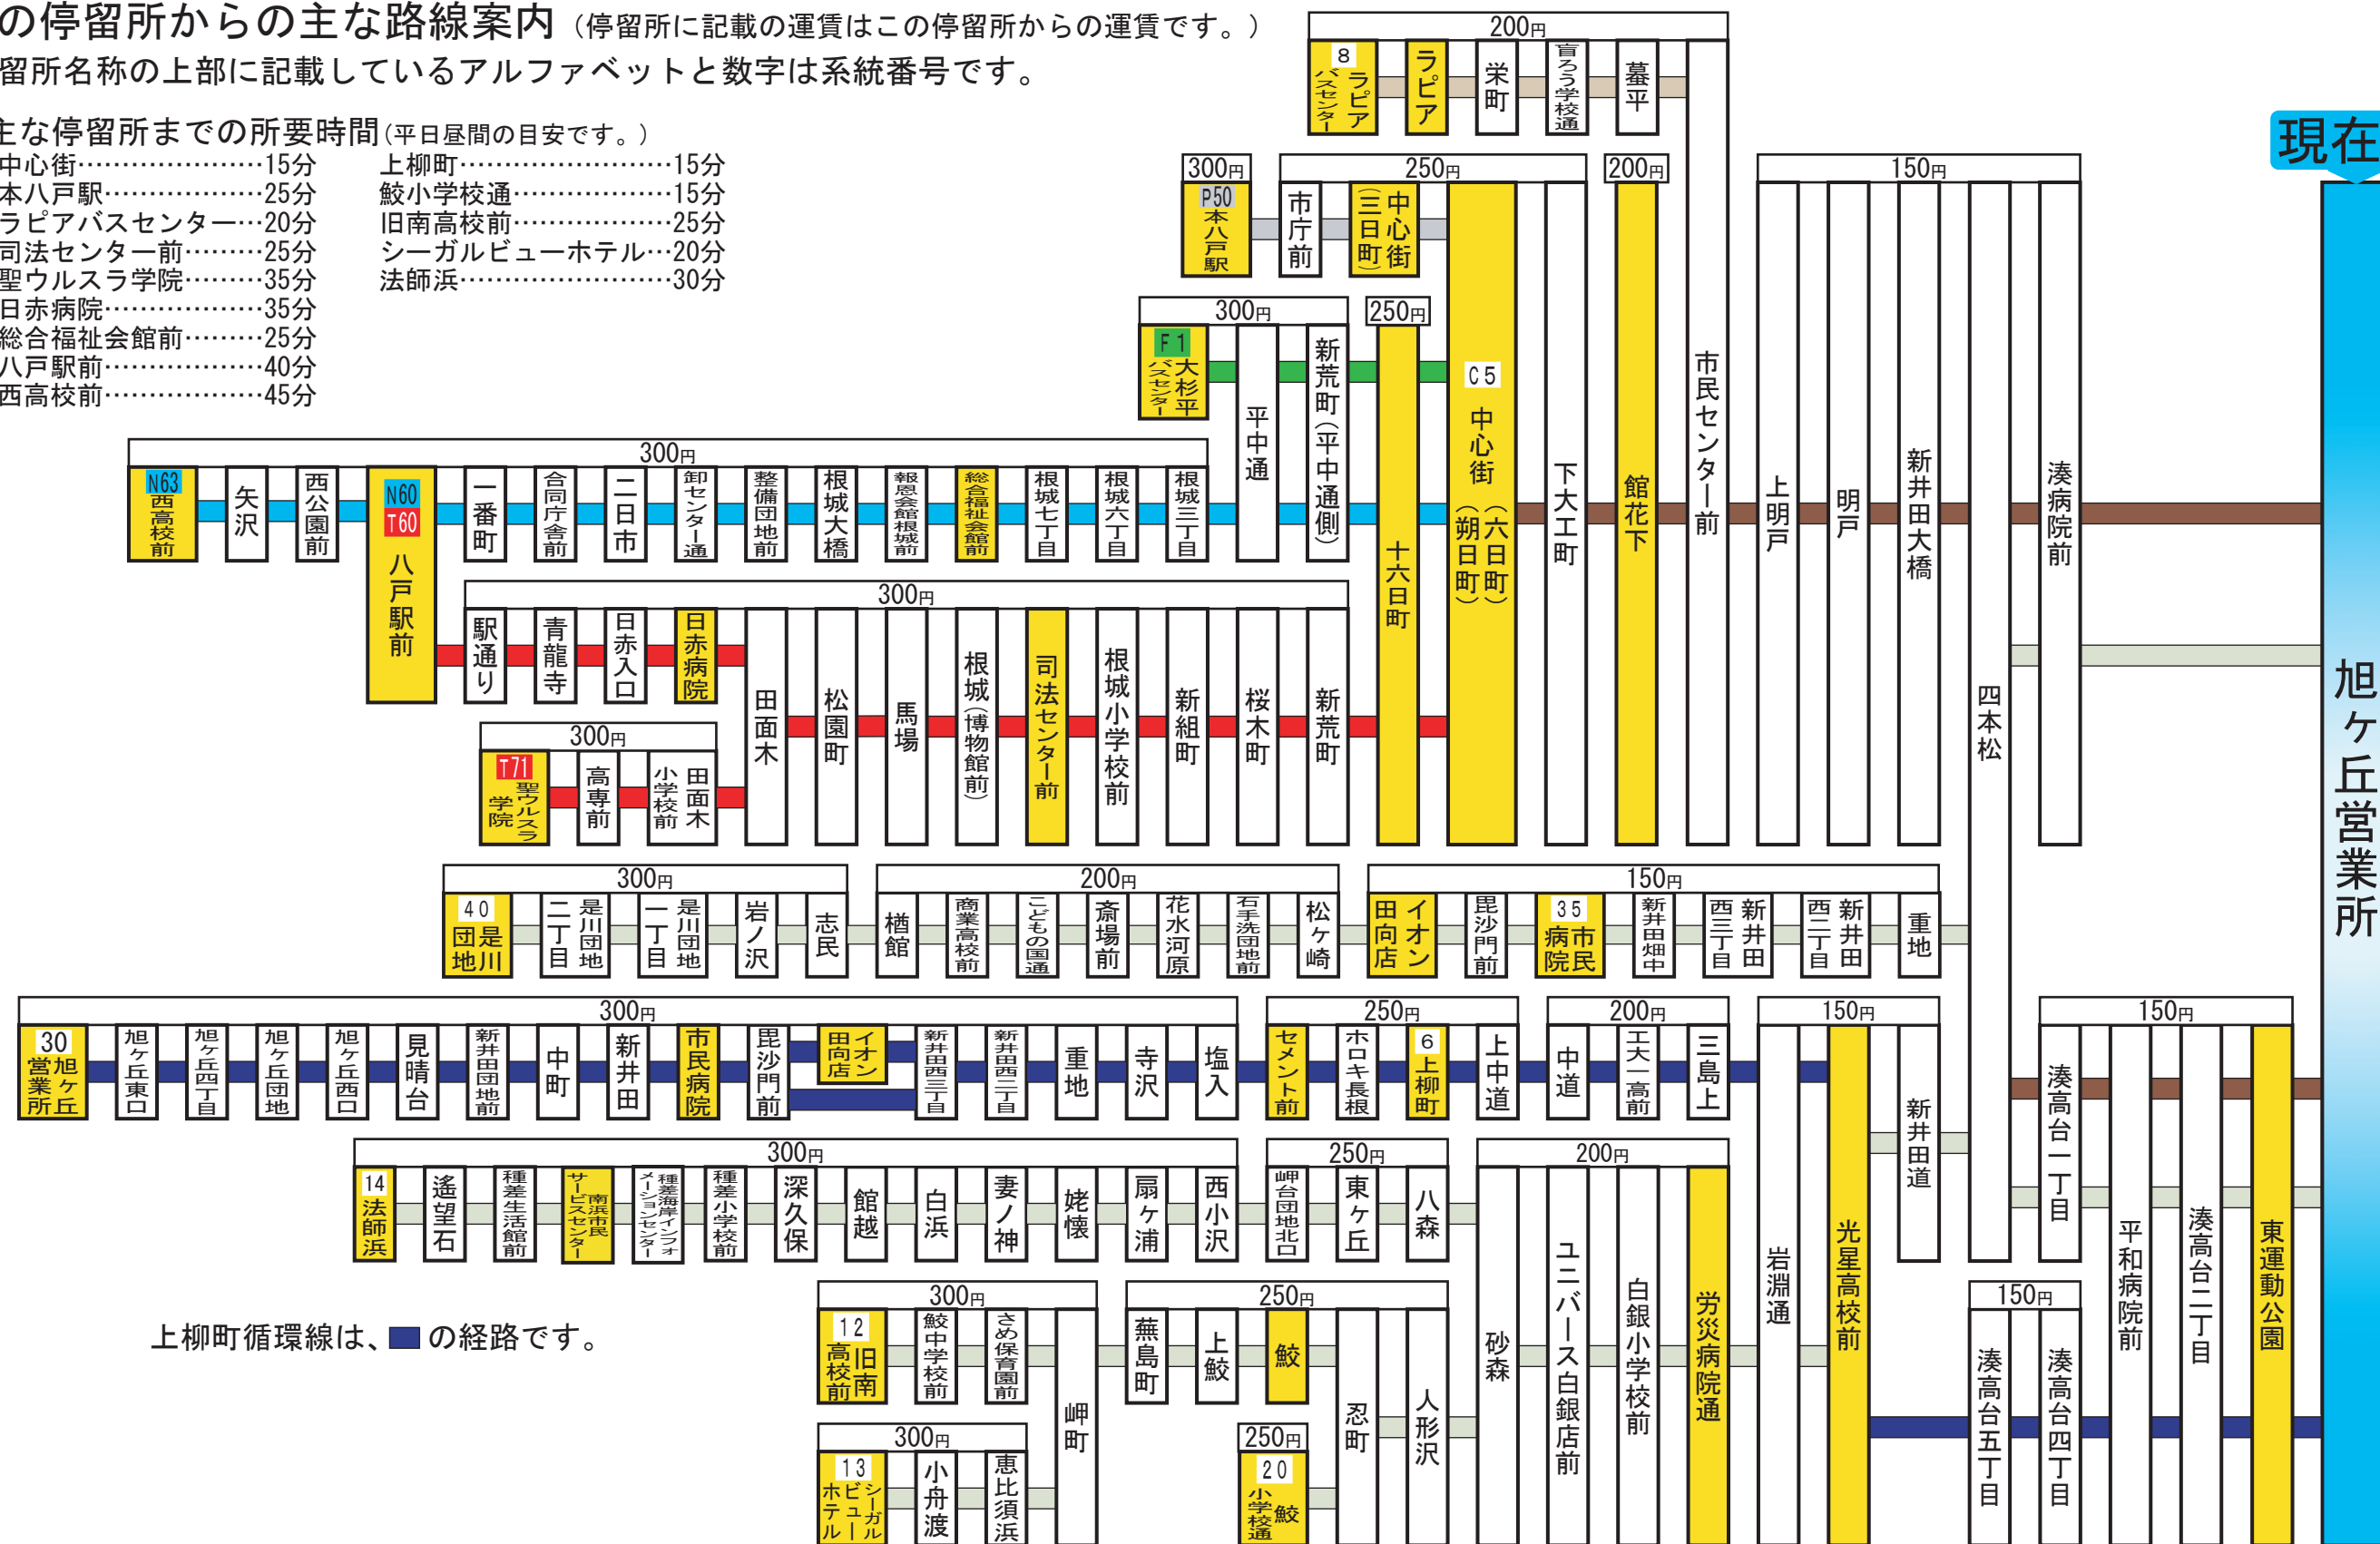 の停留所からの主な路線案内（停留所に記載の運賃はこの停留所からの運賃です。）
留所名称の上部に記載しているアルファベットと数字は系統番号です。
主な停留所までの所要時間(平日昼間の目安です。)
中心街…………………15分
本八戸駅………………25分
ラピアバスセンター…20分
司法センター前………25分
聖ウルスラ学院………35分
日赤病院………………35分
総合福祉会館前………25分
八戸駅前………………40分
西高校前………………45分
上柳町……………………15分
鮫小学校通………………15分
旧南高校前………………25分
シーガルビューホテル…20分
法師浜……………………30分
200円
8 ラピアバスセンター
ラピア
栄町
盲ろう学校通
蟇平
市民センター前
現在
300円
P50 本八戸駅
250円
市庁前
中心街（三日町）
C5 中心街（六日町）（朔日町）
下大工町
200円
館花下
150円
上明戸
明戸
新井田大橋
四本松
湊病院前
旭ヶ丘営業所
300円
F1 大杉平バスセンター
平中通
新荒町（平中通側）
250円
十六日町
300円
N63 西高校前
矢沢
西公園前
N60 T60 八戸駅前
一番町
合同庁舎前
二日市
卸センター通
整備団地前
根城大橋
報恩会館根城前
総合福祉会館前
根城七丁目
根城六丁目
根城三丁目
300円
駅通り
青龍寺
日赤入口
日赤病院
田面木
松園町
馬場
根城（博物館前）
司法センター前
根城小学校前
新組町
桜木町
新荒町
300円
T71 聖ウルスラ学院
高専前
田面木小学校前
300円
40 是川団地
是川団地二丁目
是川団地一丁目
岩ノ沢
志民
200円
楢館
商業高校前
こどもの国通
斎場前
花水河原
石手洗団地前
松ヶ崎
150円
イオン田向店
毘沙門前
35 市民病院
新井田畑中
新井田西三丁目
新井田西二丁目
重地
300円
30 旭ヶ丘営業所
旭ヶ丘東口
旭ヶ丘四丁目
旭ヶ丘団地
旭ヶ丘西口
見晴台
新井田団地前
中町
新井田
市民病院
毘沙門前
イオン田向店
新井田西三丁目
新井田西二丁目
重地
寺沢
塩入
250円
セメント前
ホロキ長根
6 上柳町
上中道
200円
中道
工大一高前
三島上
150円
岩淵通
光星高校前
新井田道
150円
湊高台一丁目
平和病院前
湊高台二丁目
東運動公園
300円
14 法師浜
遙望石
種差生活館前
南浜市民サービスセンター
種差海岸インフォメーションセンター
種差小学校前
深久保
館越
白浜
妻ノ神
姥懐
扇ヶ浦
西小沢
250円
岬台団地北口
東ヶ丘
八森
200円
砂森
ユニバース白銀店前
白銀小学校前
労災病院通
上柳町循環線は、の経路です。
300円
12 旧南高校前
鮫中学校前
さめ保育園前
岬町
250円
蕪島町
上鮫
鮫
忍町
人形沢
150円
湊高台五丁目
湊高台四丁目
300円
13 シーガルビューホテル
小舟渡
恵比須浜
250円
20 鮫小学校通